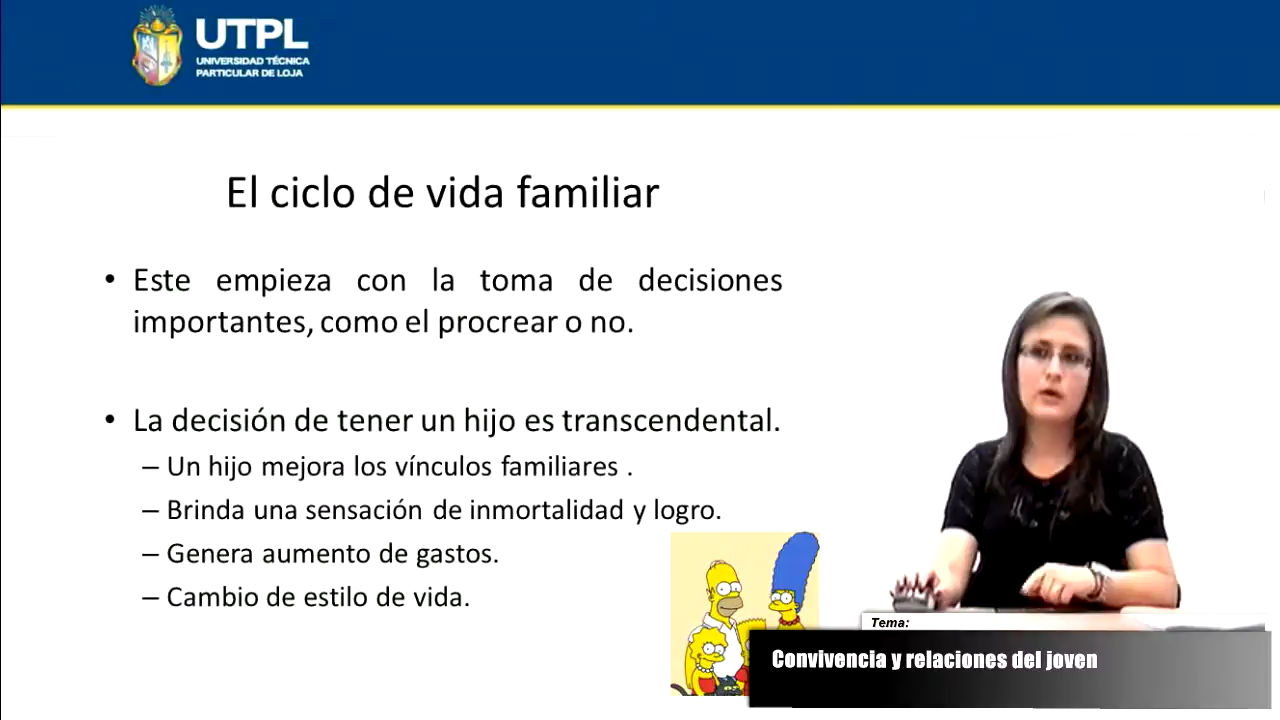 UTPL
UNIVERSIDAD TÉCNICA
PARTICULAR DE LOJA
El ciclo de vida familiar
• Este empieza con la toma de decisiones
importantes, como el procrear o no.
• La decisión de tener un hijo es transcendental.
– Un hijo mejora los vínculos familiares .
– Brinda una sensación de inmortalidad y logro.
– Genera aumento de gastos.
– Cambio de estilo de vida.
Tema:
Convivencia y relaciones del joven